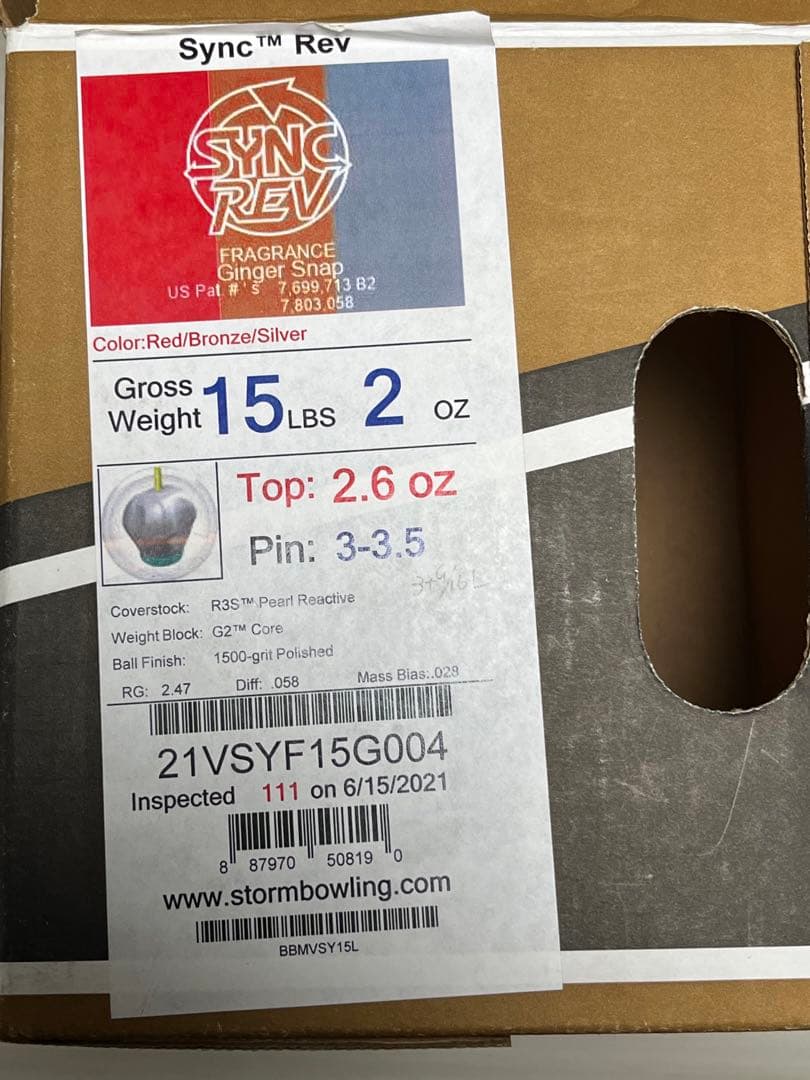 Sync™ Rev
SYNC
REV
FRAGRANCE
Ginger Snap
US Pat. # ' s 7,699,713 B2
7,803,058
Color:Red/Bronze/Silver
Gross Weight 15 LBS 2 oz
Top: 2.6 oz
Pin: 3-3.5
Coverstock: R3S™ Pearl Reactive
Weight Block: G2™ Core
Ball Finish: 1500-grit Polished
RG: 2.47 Diff: .058 Mass Bias:.028
21VSYF15G004
Inspected 111 on 6/15/2021
8 87970 50819 0
www.stormbowling.com
BBMVSY15L